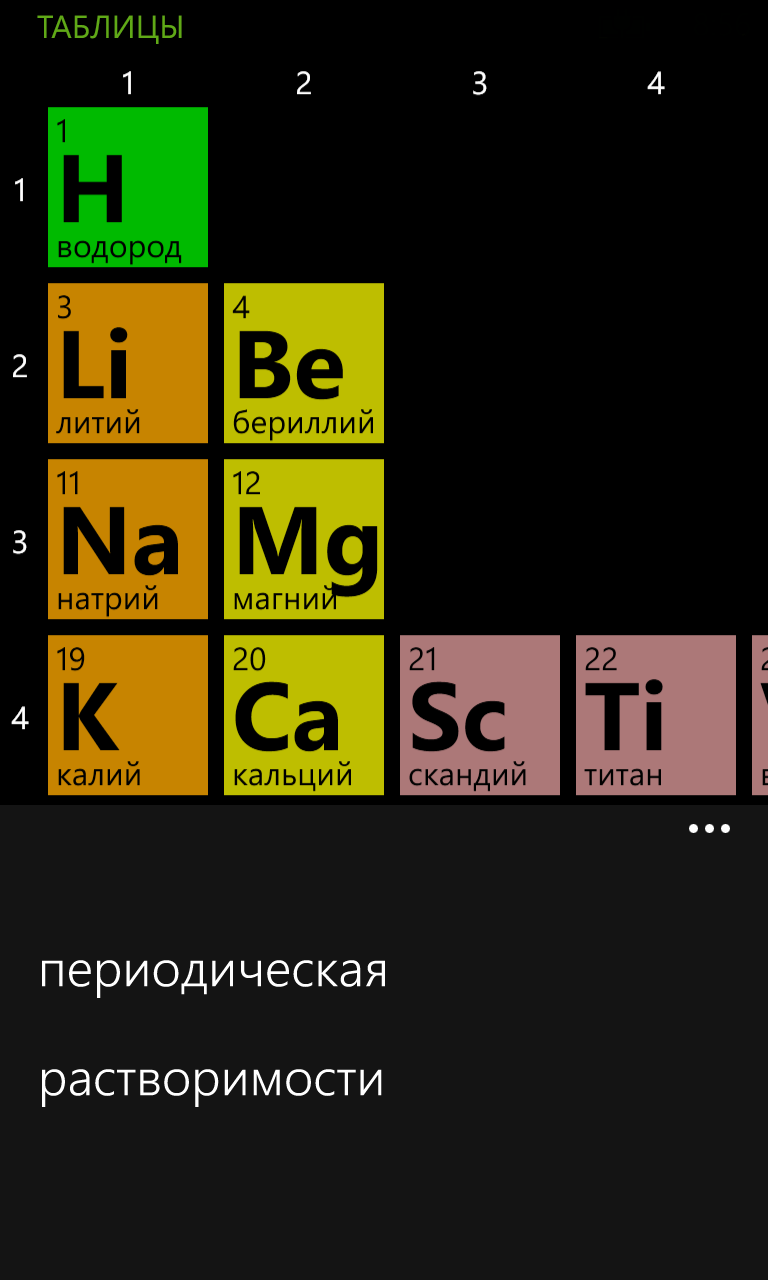 ТАБЛИЦЫ
1 2 3 4
1
1
H
водород
2
3
Li
литий
4
Be
бериллий
3
11
Na
натрий
12
Mg
магний
4
19
K
калий
20
Ca
кальций
21
Sc
скандий
22
Ti
титан
периодическая
растворимости